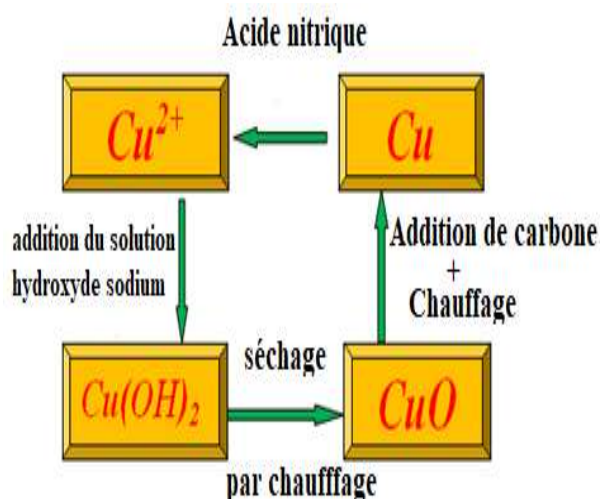 Acide nitrique
Cu²⁺
Cu
addition du solution
hydroxyde sodium
Addition de carbone
+
Chauffage
Cu(OH)₂
séchage
CuO
par chaufffage